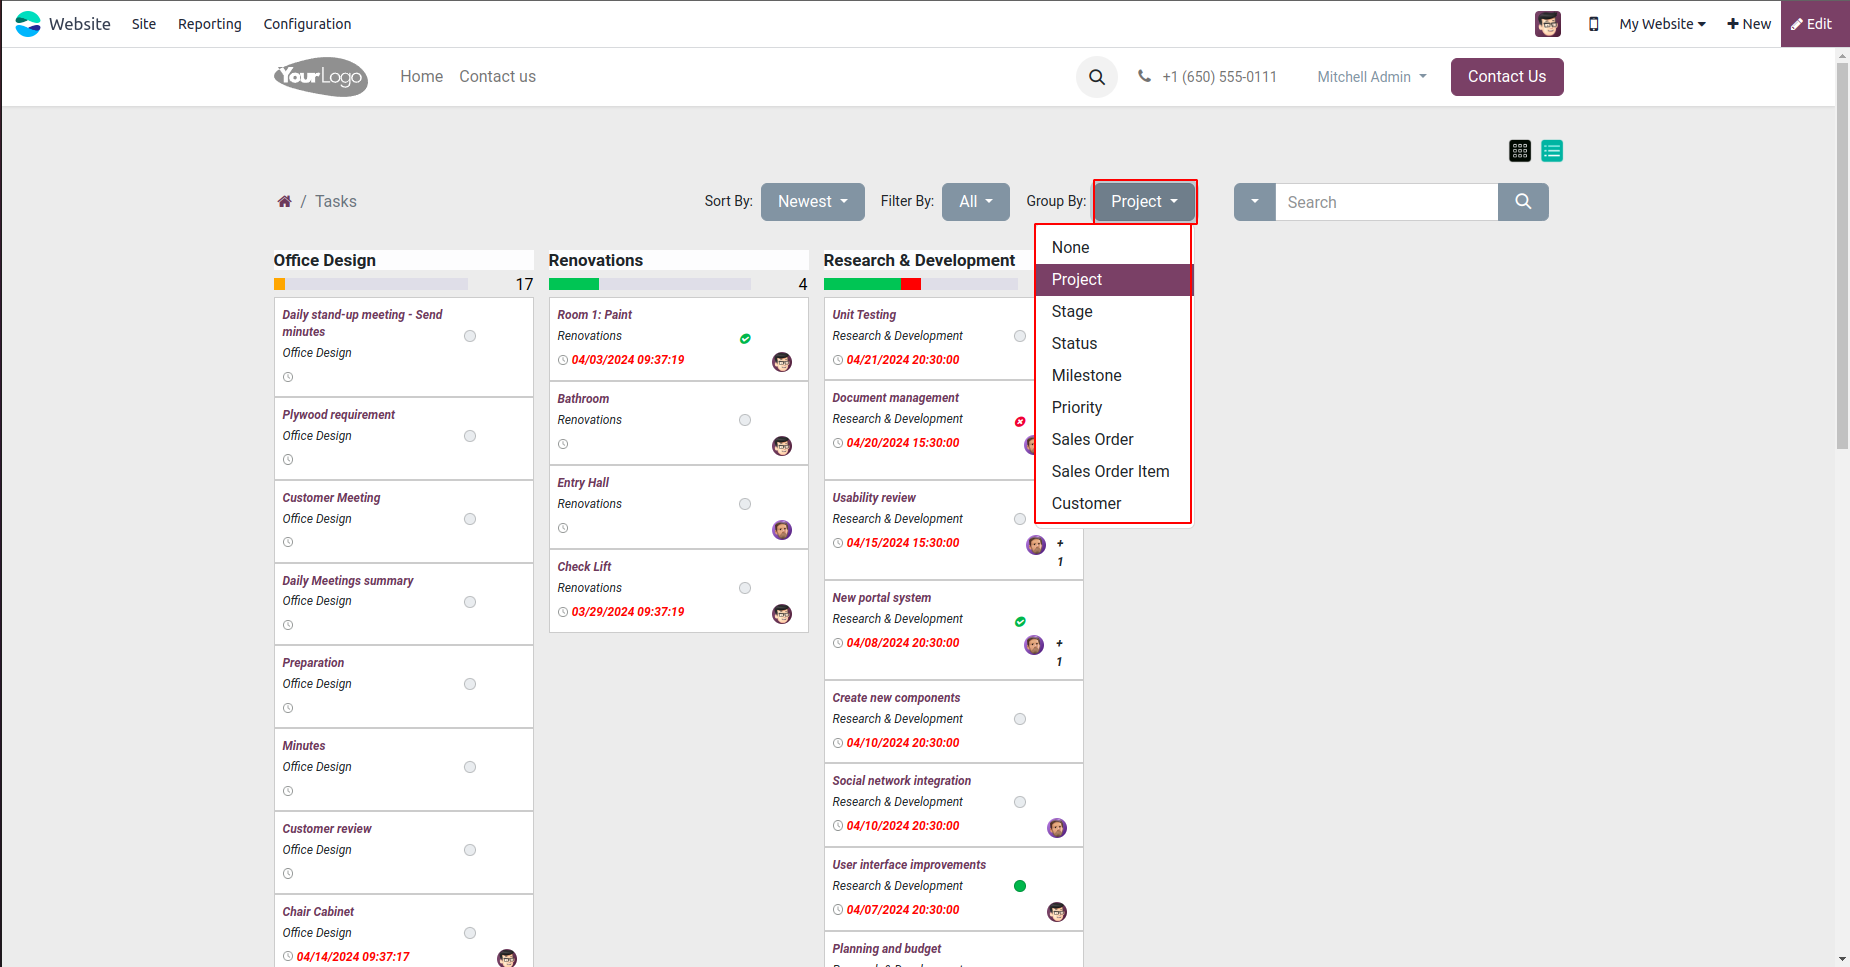 Website Site Reporting Configuration My Website + New Edit
YourLogo Home Contact us +1 (650) 555-0111 Mitchell Admin Contact Us
/ Tasks Sort By: Newest Filter By: All Group By: Project Search
None
Project
Stage
Status
Milestone
Priority
Sales Order
Sales Order Item
Customer
Office Design
17
Daily stand-up meeting - Send
minutes
Office Design
Plywood requirement
Office Design
Customer Meeting
Office Design
Daily Meetings summary
Office Design
Preparation
Office Design
Minutes
Office Design
Customer review
Office Design
Chair Cabinet
Office Design
04/14/2024 09:37:17
Renovations
4
Room 1: Paint
Renovations
04/03/2024 09:37:19
Bathroom
Renovations
Entry Hall
Renovations
Check Lift
Renovations
03/29/2024 09:37:19
Research & Development
Unit Testing
Research & Development
04/21/2024 20:30:00
Document management
Research & Development
04/20/2024 15:30:00
Usability review
Research & Development
04/15/2024 15:30:00 +
1
New portal system
Research & Development
04/08/2024 20:30:00 +
1
Create new components
Research & Development
04/10/2024 20:30:00
Social network integration
Research & Development
04/10/2024 20:30:00
User interface improvements
Research & Development
04/07/2024 20:30:00
Planning and budget